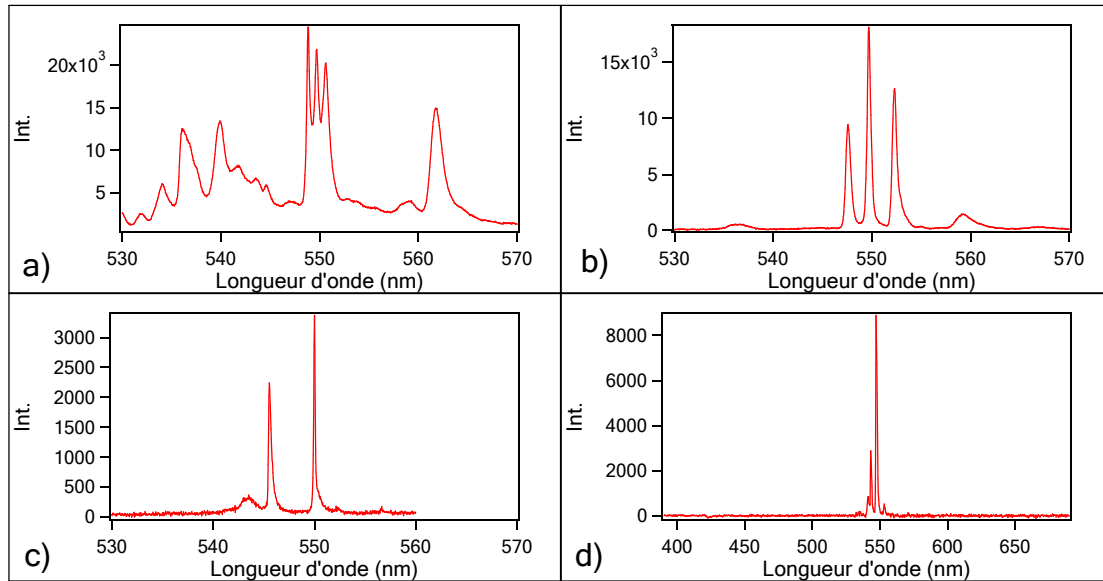 20x10³
15
10
5
Int.
530 540 550 560 570
Longueur d'onde (nm)
a)
15x10³
10
5
0
Int.
530 540 550 560 570
Longueur d'onde (nm)
b)
3000
2500
2000
1500
1000
500
0
Int.
530 540 550 560 570
Longueur d'onde (nm)
c)
8000
6000
4000
2000
0
Int.
400 450 500 550 600 650
Longueur d'onde (nm)
d)